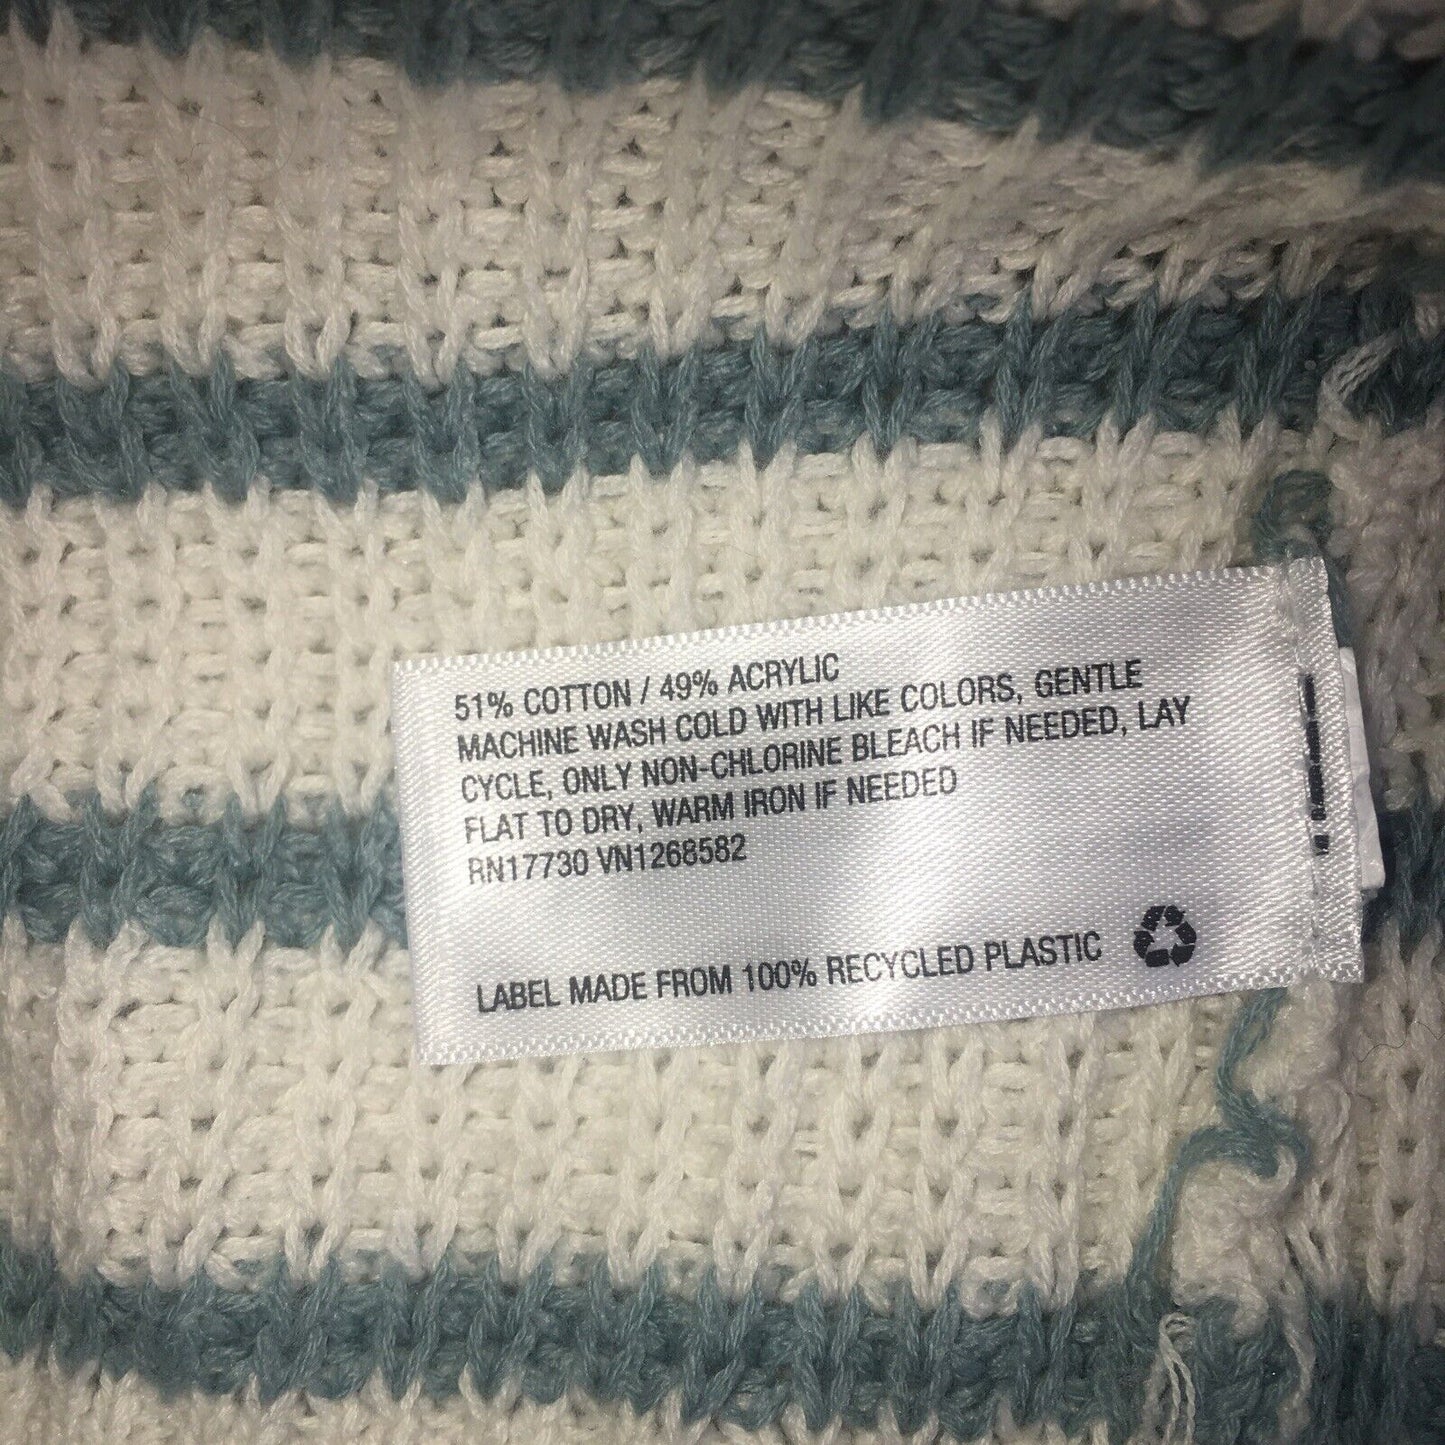 51% COTTON / 49% ACRYLIC
MACHINE WASH COLD WITH LIKE COLORS, GENTLE
CYCLE, ONLY NON-CHLORINE BLEACH IF NEEDED, LAY
FLAT TO DRY, WARM IRON IF NEEDED
RN17730 VN1268582
LABEL MADE FROM 100% RECYCLED PLASTIC